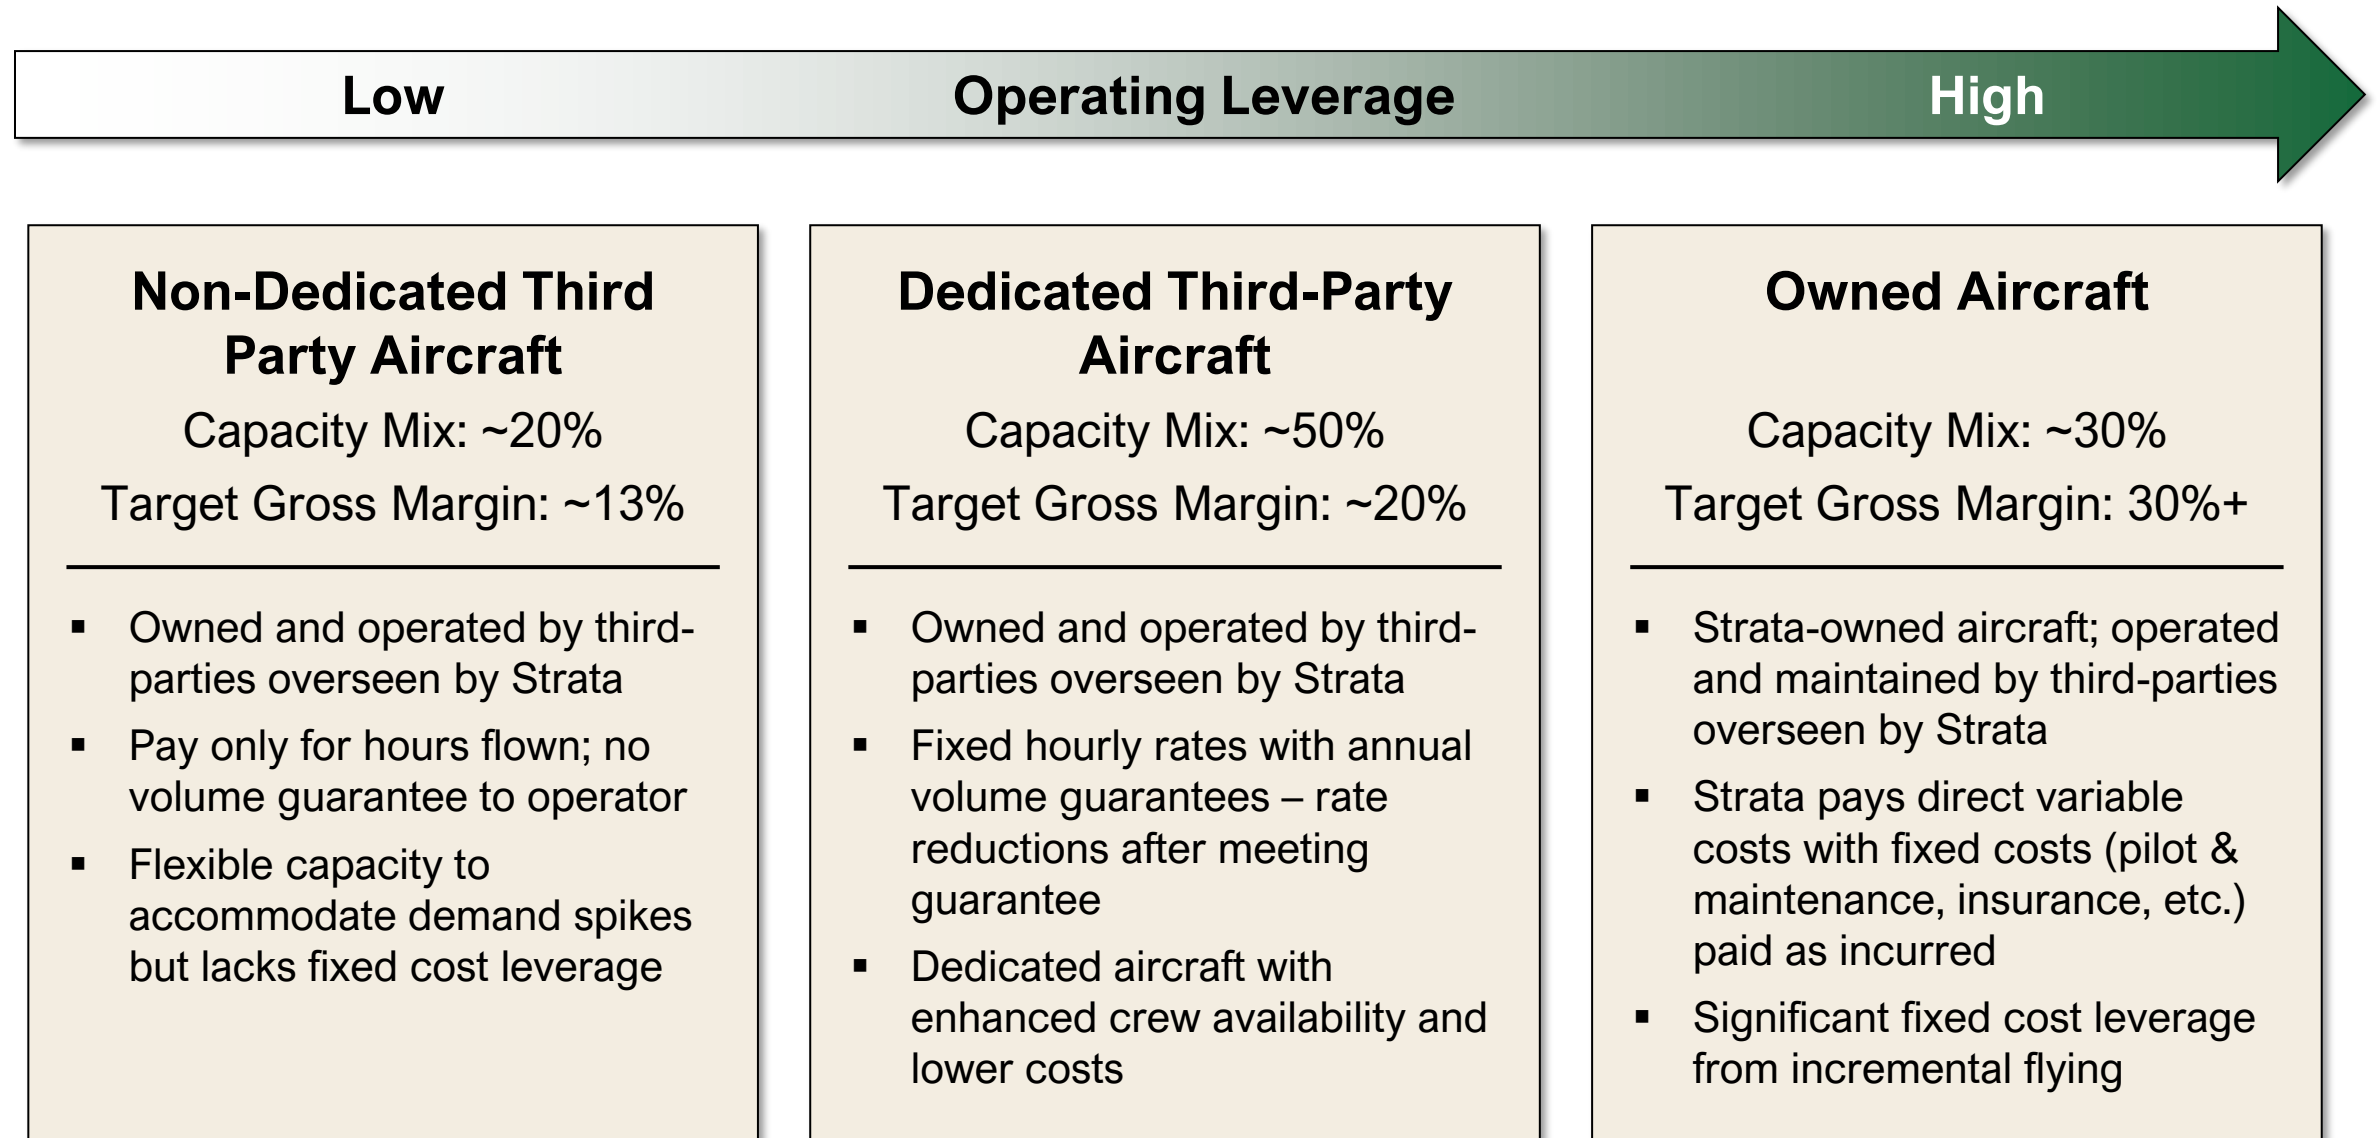 Low Operating Leverage High
Non-Dedicated Third
Party Aircraft
Capacity Mix: ~20%
Target Gross Margin: ~13%
▪ Owned and operated by third-
parties overseen by Strata
▪ Pay only for hours flown; no
volume guarantee to operator
▪ Flexible capacity to
accommodate demand spikes
but lacks fixed cost leverage
Dedicated Third-Party
Aircraft
Capacity Mix: ~50%
Target Gross Margin: ~20%
▪ Owned and operated by third-
parties overseen by Strata
▪ Fixed hourly rates with annual
volume guarantees – rate
reductions after meeting
guarantee
▪ Dedicated aircraft with
enhanced crew availability and
lower costs
Owned Aircraft
Capacity Mix: ~30%
Target Gross Margin: 30%+
▪ Strata-owned aircraft; operated
and maintained by third-parties
overseen by Strata
▪ Strata pays direct variable
costs with fixed costs (pilot &
maintenance, insurance, etc.)
paid as incurred
▪ Significant fixed cost leverage
from incremental flying